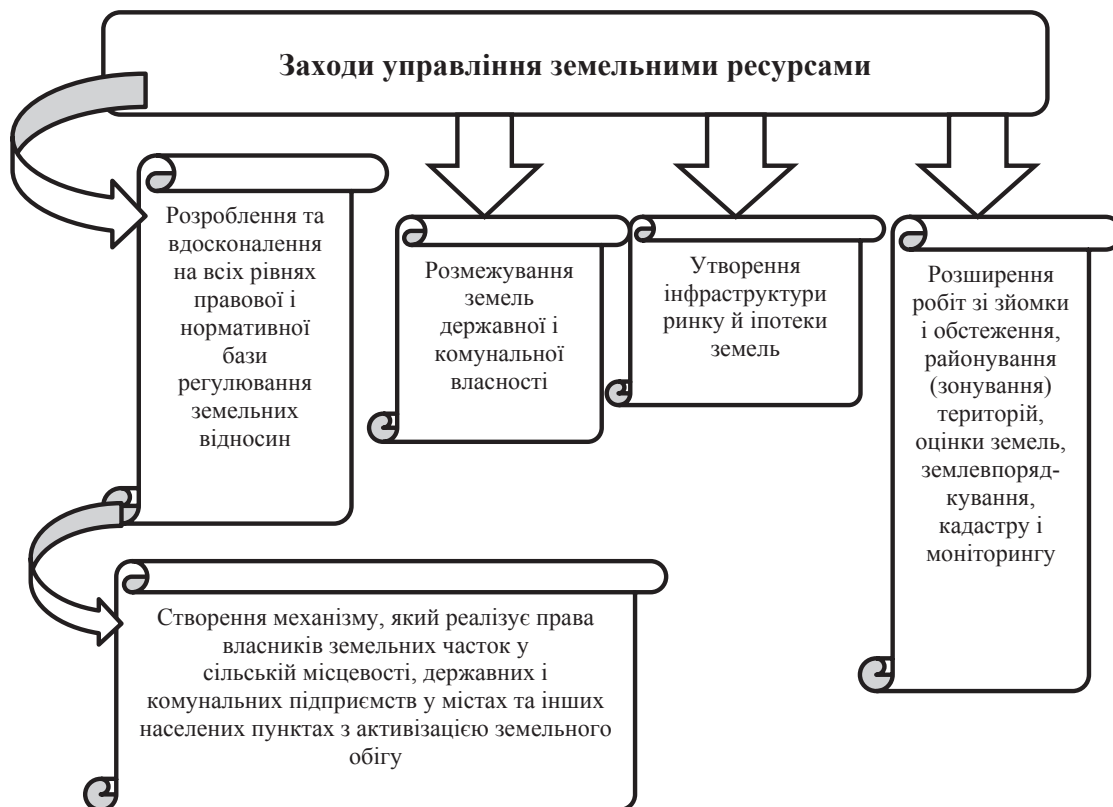 Заходи управління земельними ресурсами
Розроблення та
вдосконалення
на всіх рівнях
правової і
нормативної
бази
регулювання
земельних
відносин
Розмежування
земель
державної і
комунальної
власності
Утворення
інфраструктури
ринку й іпотеки
земель
Розширення
робіт зі зйомки
і обстеження,
районування
(зонування)
територій,
оцінки земель,
землевпоряд-
кування,
кадастру і
моніторингу
Створення механізму, який реалізує права
власників земельних часток у
сільській місцевості, державних і
комунальних підприємств у містах та інших
населених пунктах з активізацією земельного
обігу